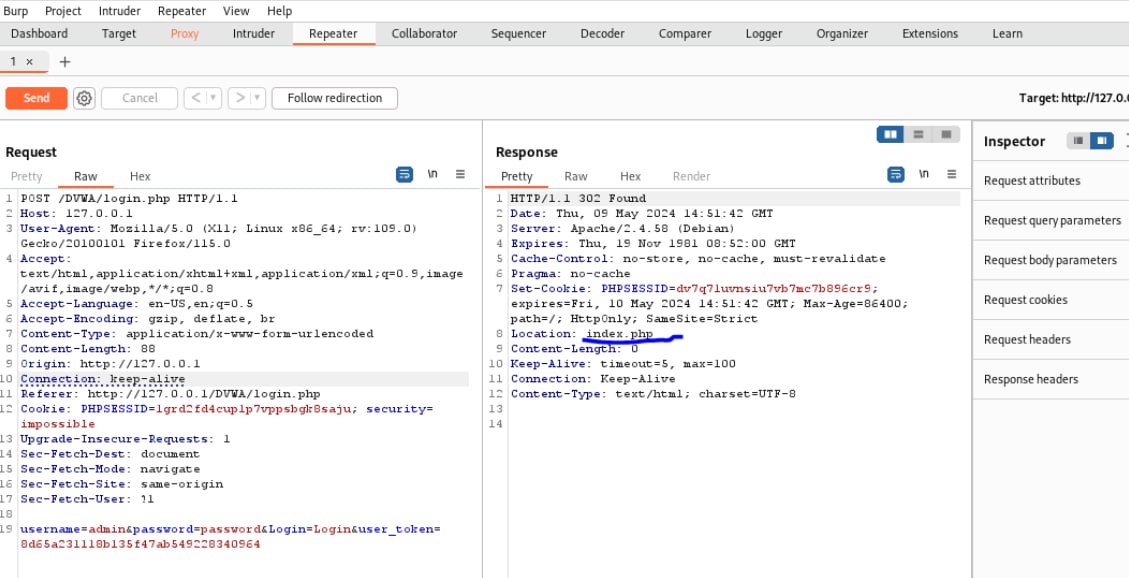 Burp Project Intruder Repeater View Help
Dashboard Target Proxy Intruder Repeater Collaborator Sequencer Decoder Comparer Logger Organizer Extensions Learn
1 × +
Send Cancel < > Follow redirection Target: http://127.0.0
Request
Pretty Raw Hex \n
1 POST /DVWA/login.php HTTP/1.1
2 Host: 127.0.0.1
3 User-Agent: Mozilla/5.0 (X11; Linux x86_64; rv:109.0)
Gecko/20100101 Firefox/115.0
4 Accept:
text/html,application/xhtml+xml,application/xml;q=0.9,image
/avif,image/webp,*/*;q=0.8
5 Accept-Language: en-US,en;q=0.5
6 Accept-Encoding: gzip, deflate, br
7 Content-Type: application/x-www-form-urlencoded
8 Content-Length: 88
9 Origin: http://127.0.0.1
10 Connection: keep-alive
11 Referer: http://127.0.0.1/DVWA/login.php
12 Cookie: PHPSESSID=1grd2fd4cup1p7vppsbgk8saju; security=
impossible
13 Upgrade-Insecure-Requests: 1
14 Sec-Fetch-Dest: document
15 Sec-Fetch-Mode: navigate
16 Sec-Fetch-Site: same-origin
17 Sec-Fetch-User: ?1
18
19 username=admin&password=password&Login=Login&user_token=
8d65a231118b135f47ab549228340964
Response
Pretty Raw Hex Render \n
1 HTTP/1.1 302 Found
2 Date: Thu, 09 May 2024 14:51:42 GMT
3 Server: Apache/2.4.58 (Debian)
4 Expires: Thu, 19 Nov 1981 08:52:00 GMT
5 Cache-Control: no-store, no-cache, must-revalidate
6 Pragma: no-cache
7 Set-Cookie: PHPSESSID=dv7q7luvnsiu7vb7mc7b896cr9;
expires=Fri, 10 May 2024 14:51:42 GMT; Max-Age=86400;
path=/; HttpOnly; SameSite=Strict
8 Location: index.php
9 Content-Length: 0
10 Keep-Alive: timeout=5, max=100
11 Connection: Keep-Alive
12 Content-Type: text/html; charset=UTF-8
13
14
Inspector
Request attributes
Request query parameters
Request body parameters
Request cookies
Request headers
Response headers